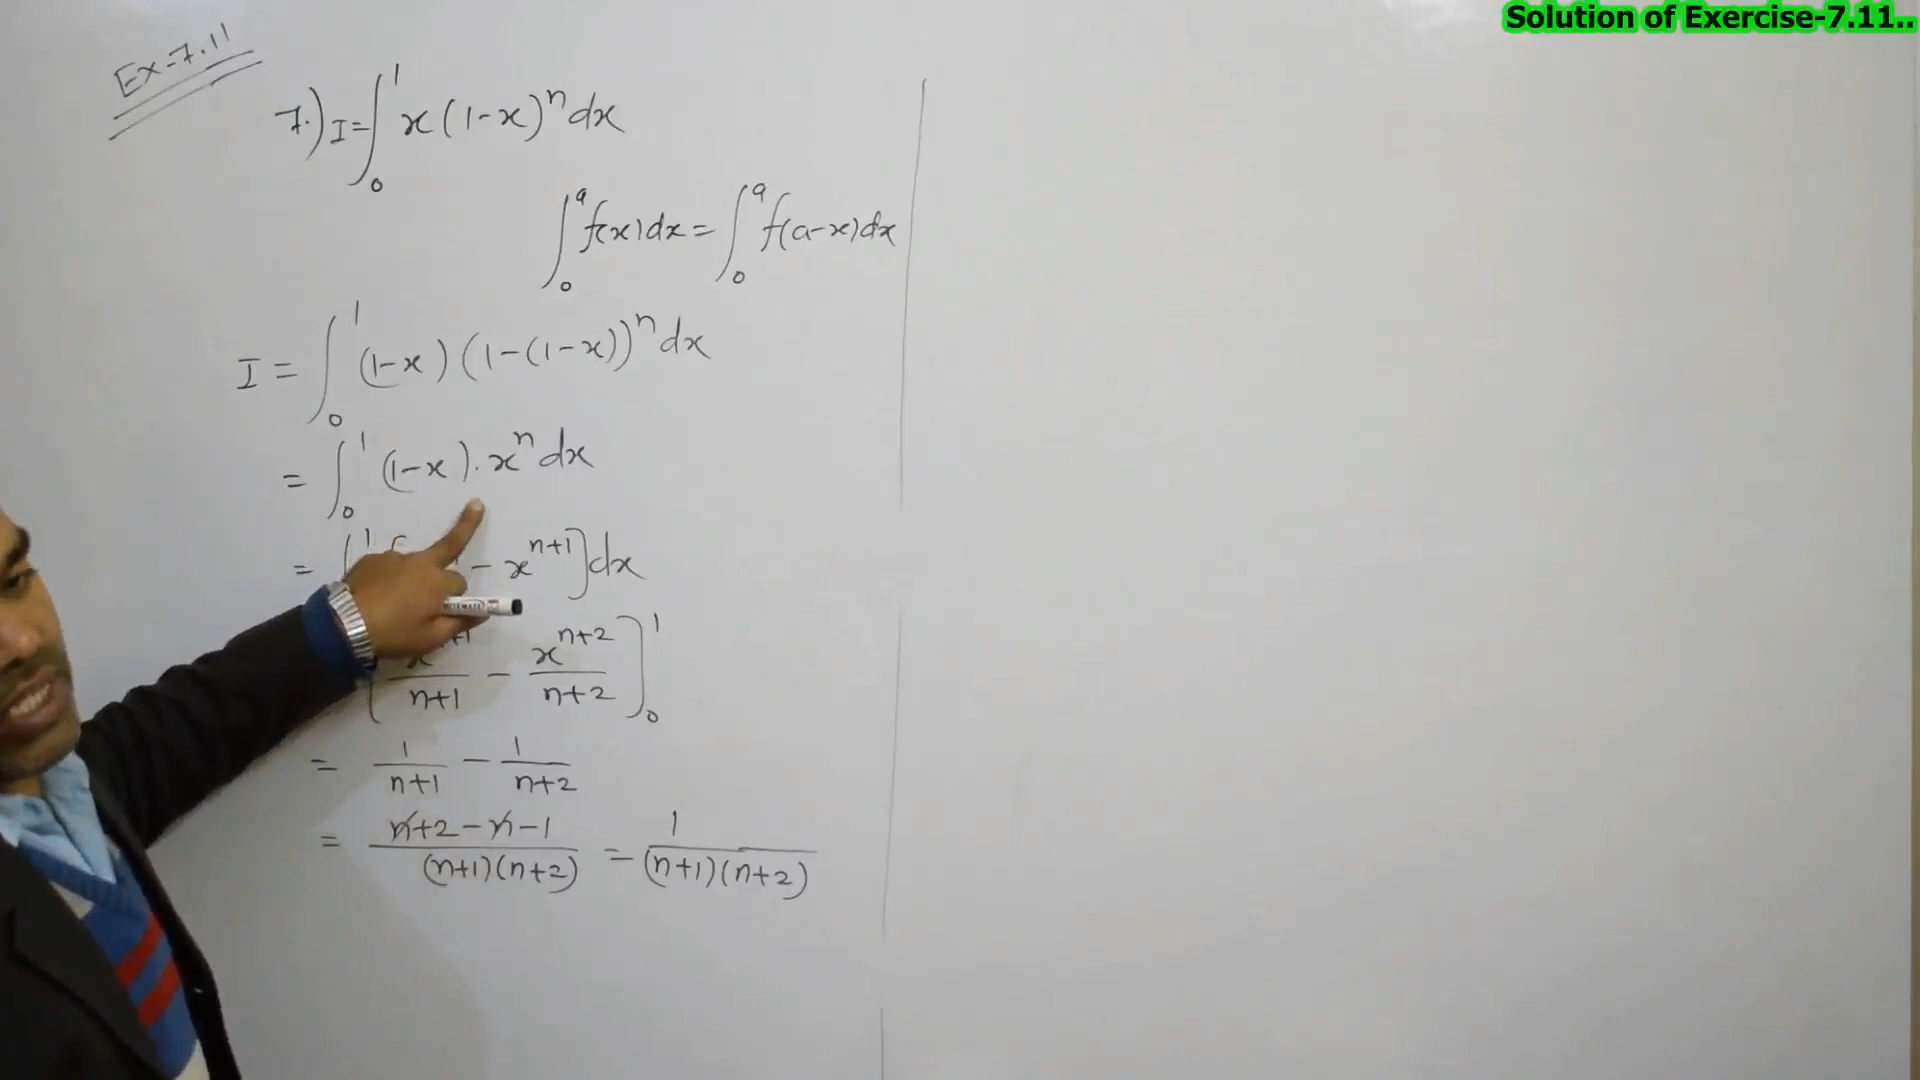 Solution of Exercise-7.11..
Ex-7.11
7.) I = ∫₀¹ x(1-x)ⁿ dx
∫₀ᵃ f(x)dx = ∫₀ᵃ f(a-x)dx
I = ∫₀¹ (1-x)(1-(1-x))ⁿ dx
= ∫₀¹ (1-x).xⁿ dx
= ∫ - xⁿ⁺¹] dx
n+1 - xⁿ⁺²/n+2]₀¹
= 1/n+1 - 1/n+2
= n+2-n-1/(n+1)(n+2) = 1/(n+1)(n+2)